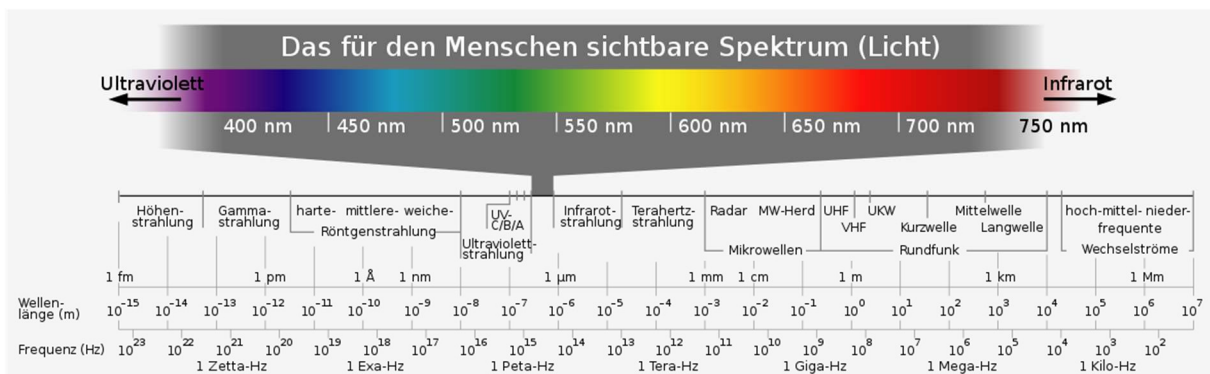 Das für den Menschen sichtbare Spektrum (Licht)
Ultraviolett
Infrarot
400 nm 450 nm 500 nm 550 nm 600 nm 650 nm 700 nm 750 nm
Höhen-
strahlung
Gamma-
strahlung
harte- mittlere- weiche-
Röntgenstrahlung
UV-
C/B/A
Ultraviolett-
strahlung
Infrarot-
strahlung
Terahertz-
strahlung
Radar MW-Herd
Mikrowellen
UHF UKW Mittelwelle
VHF Kurzwelle Langwelle
Rundfunk
hoch-mittel- nieder-
frequente
Wechselströme
1 fm 1 pm 1 Å 1 nm 1 µm 1 mm 1 cm 1 m 1 km 1 Mm
Wellen-
länge (m)
10⁻¹⁵ 10⁻¹⁴ 10⁻¹³ 10⁻¹² 10⁻¹¹ 10⁻¹⁰ 10⁻⁹ 10⁻⁸ 10⁻⁷ 10⁻⁶ 10⁻⁵ 10⁻⁴ 10⁻³ 10⁻² 10⁻¹ 10⁰ 10¹ 10² 10³ 10⁴ 10⁵ 10⁶ 10⁷
Frequenz (Hz) 10²³ 10²² 10²¹ 10²⁰ 10¹⁹ 10¹⁸ 10¹⁷ 10¹⁶ 10¹⁵ 10¹⁴ 10¹³ 10¹² 10¹¹ 10¹⁰ 10⁹ 10⁸ 10⁷ 10⁶ 10⁵ 10⁴ 10³ 10²
1 Zetta-Hz 1 Exa-Hz 1 Peta-Hz 1 Tera-Hz 1 Giga-Hz 1 Mega-Hz 1 Kilo-Hz